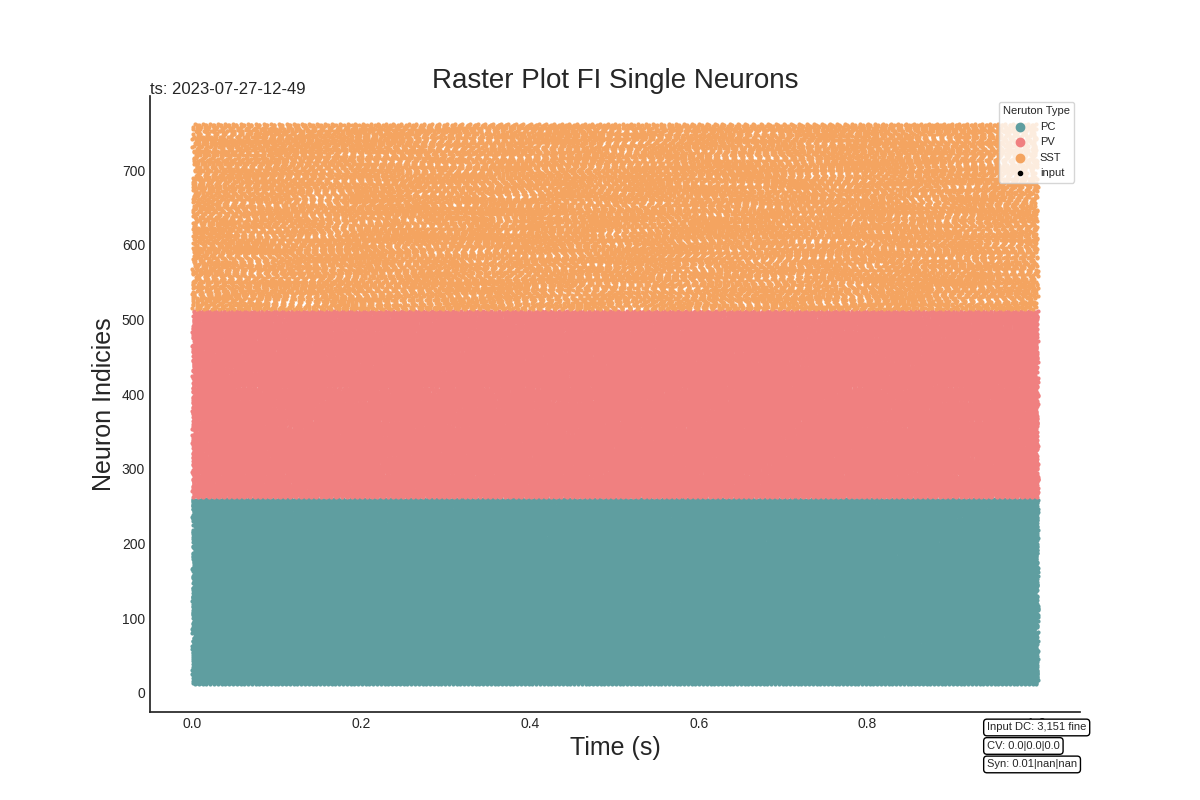 Raster Plot FI Single Neurons
ts: 2023-07-27-12-49
Neruton Type
PC
PV
SST
input
700
600
500
400
300
200
100
0
Neuron Indicies
0.0 0.2 0.4 0.6 0.8
Time (s)
Input DC: 3,151 fine
CV: 0.0|0.0|0.0
Syn: 0.01|nan|nan